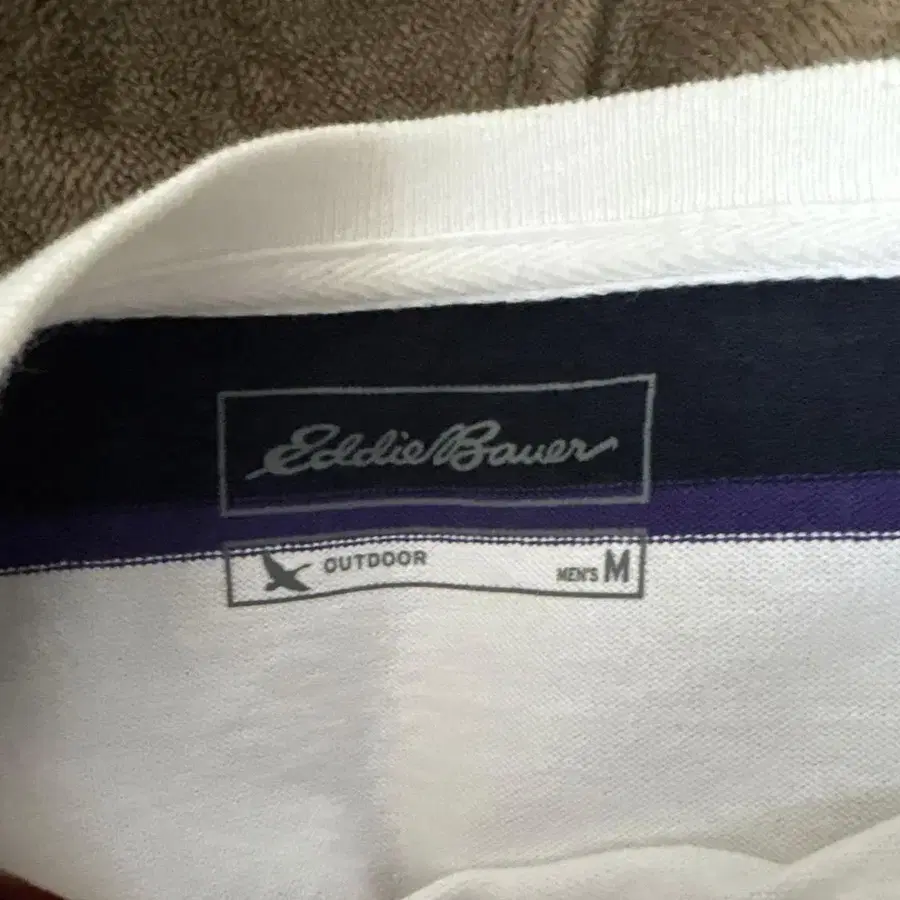 Eddie Bauer
OUTDOOR
MEN'S M